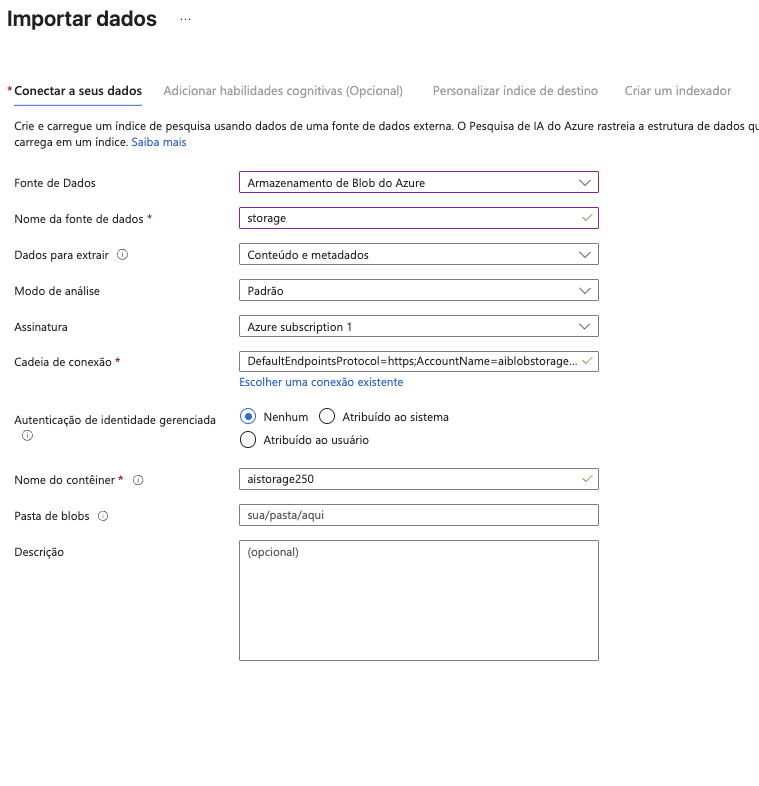 Importar dados ...
* Conectar a seus dados Adicionar habilidades cognitivas (Opcional) Personalizar índice de destino Criar um indexador
Crie e carregue um índice de pesquisa usando dados de uma fonte de dados externa. O Pesquisa de IA do Azure rastreia a estrutura de dados
carrega em um índice. Saiba mais
Fonte de Dados Armazenamento de Blob do Azure
Nome da fonte de dados * storage
Dados para extrair Conteúdo e metadados
Modo de análise Padrão
Assinatura Azure subscription 1
Cadeia de conexão * DefaultEndpointsProtocol=https;AccountName=aiblobstorage...
Escolher uma conexão existente
Autenticação de identidade gerenciada Nenhum Atribuído ao sistema
Atribuído ao usuário
Nome do contêiner * aistorage250
Pasta de blobs sua/pasta/aqui
Descrição (opcional)